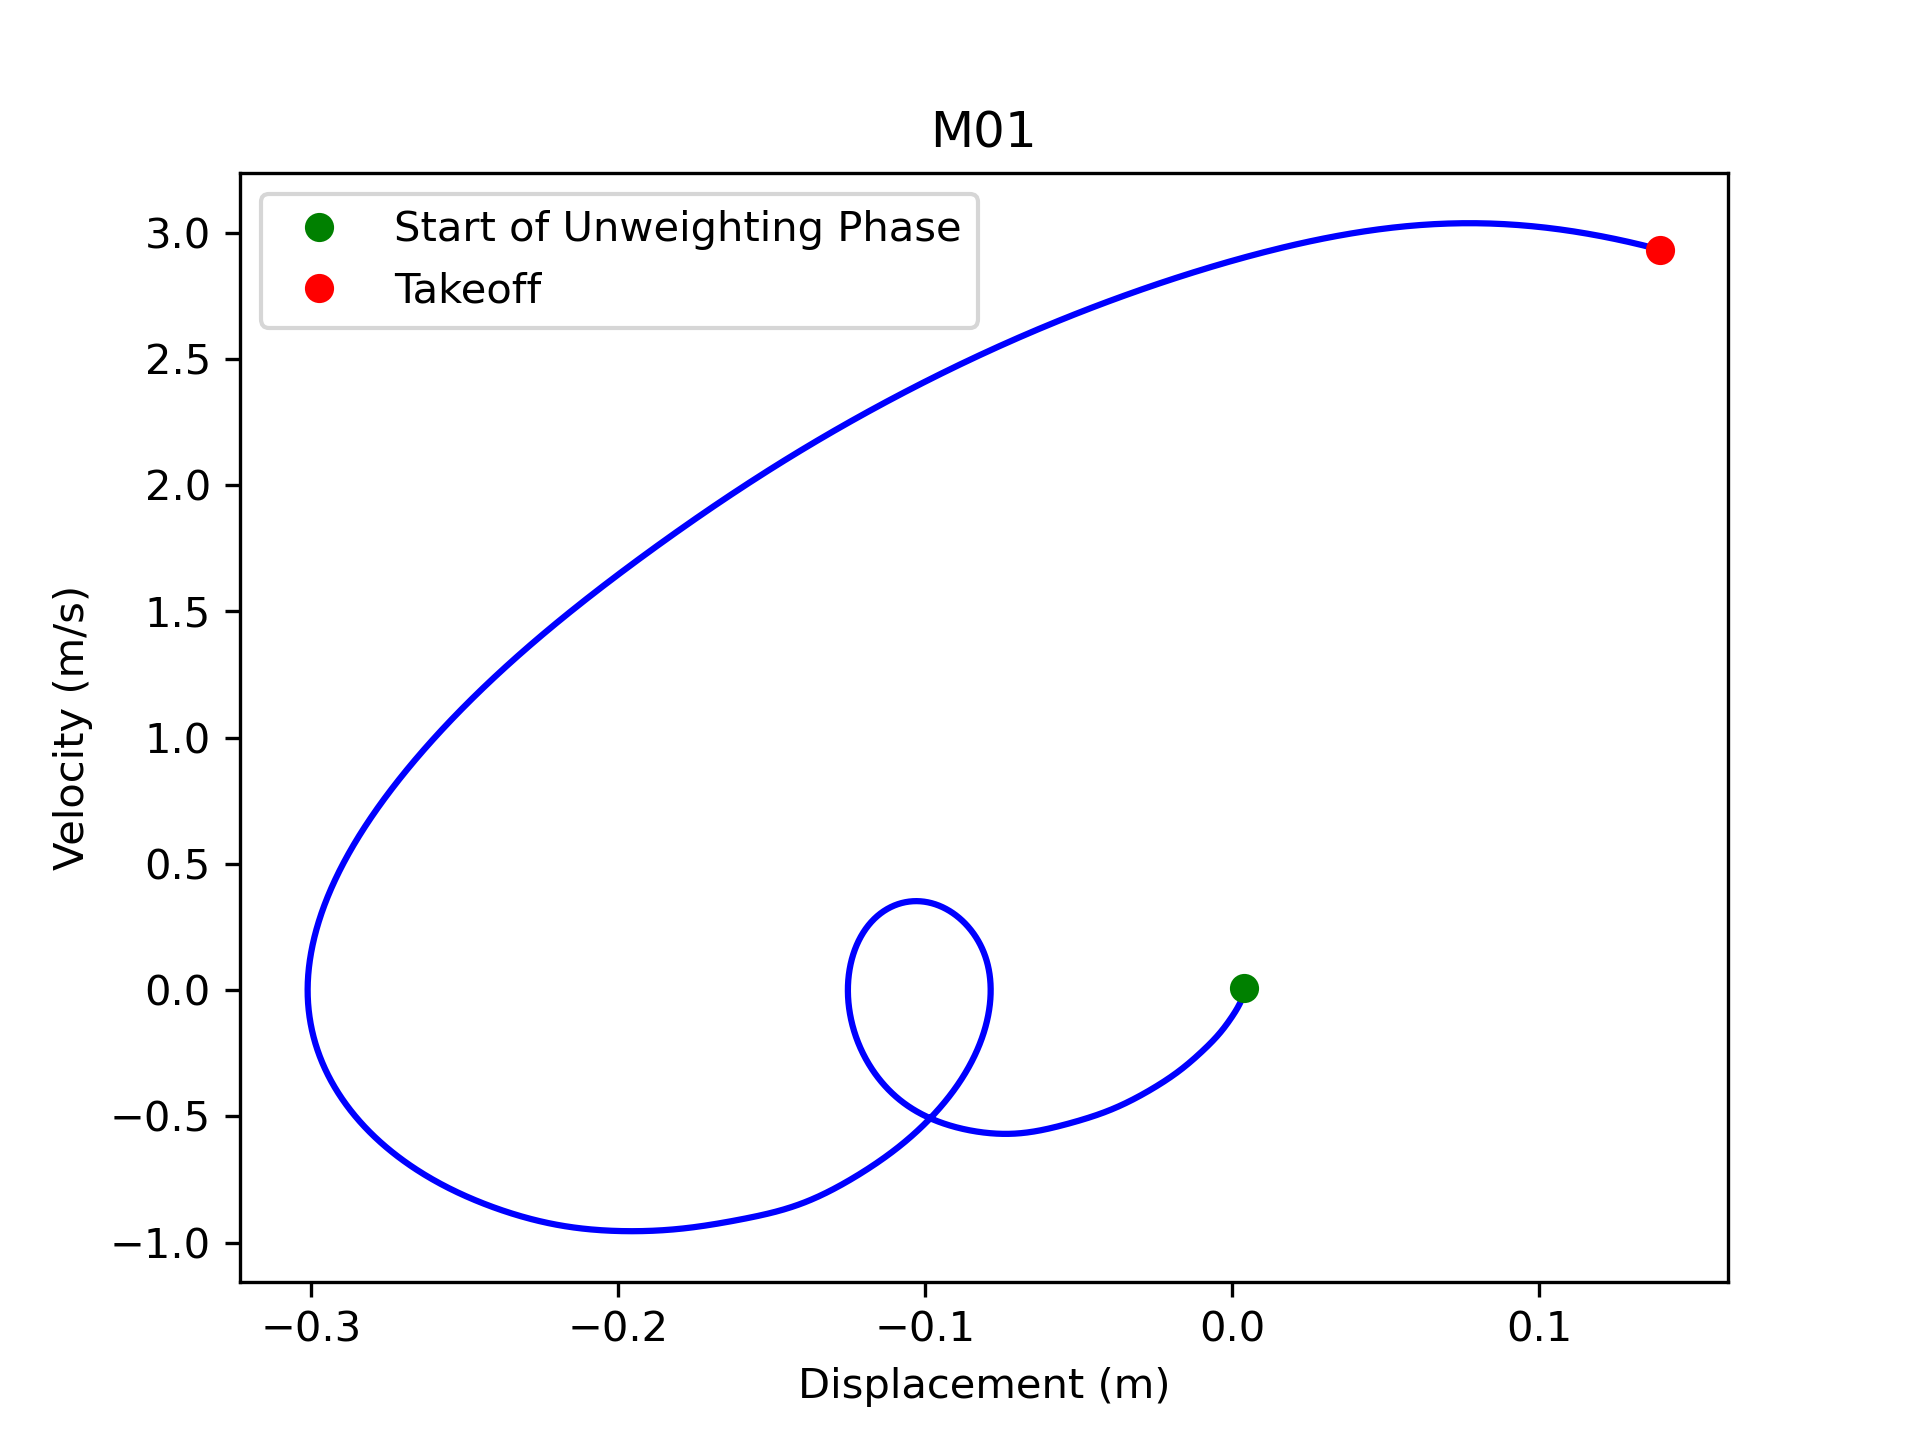 M01
Start of Unweighting Phase
Takeoff
3.0
2.5
2.0
1.5
1.0
0.5
0.0
−0.5
−1.0
Velocity (m/s)
−0.3 −0.2 −0.1 0.0 0.1
Displacement (m)